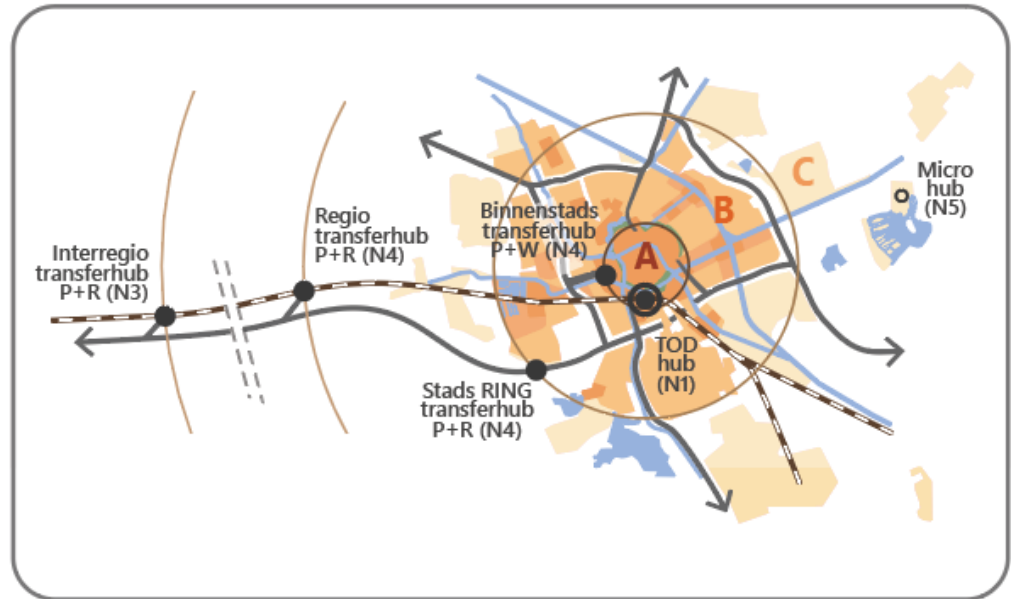 Interregio
transferhub
P+R (N3)
Regio
transferhub
P+R (N4)
Binnenstads
transferhub
P+W (N4)
Stads RING
transferhub
P+R (N4)
A
B
C
TOD
hub
(N1)
Micro
hub
(N5)